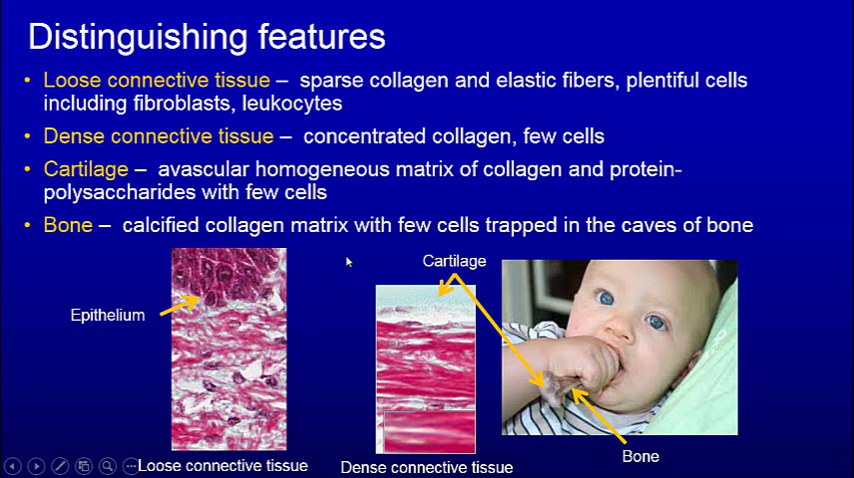 Distinguishing features
• Loose connective tissue – sparse collagen and elastic fibers, plentiful cells
including fibroblasts, leukocytes
• Dense connective tissue – concentrated collagen, few cells
• Cartilage – avascular homogeneous matrix of collagen and protein-
polysaccharides with few cells
• Bone – calcified collagen matrix with few cells trapped in the caves of bone
Cartilage
Epithelium
Bone
Loose connective tissue
Dense connective tissue